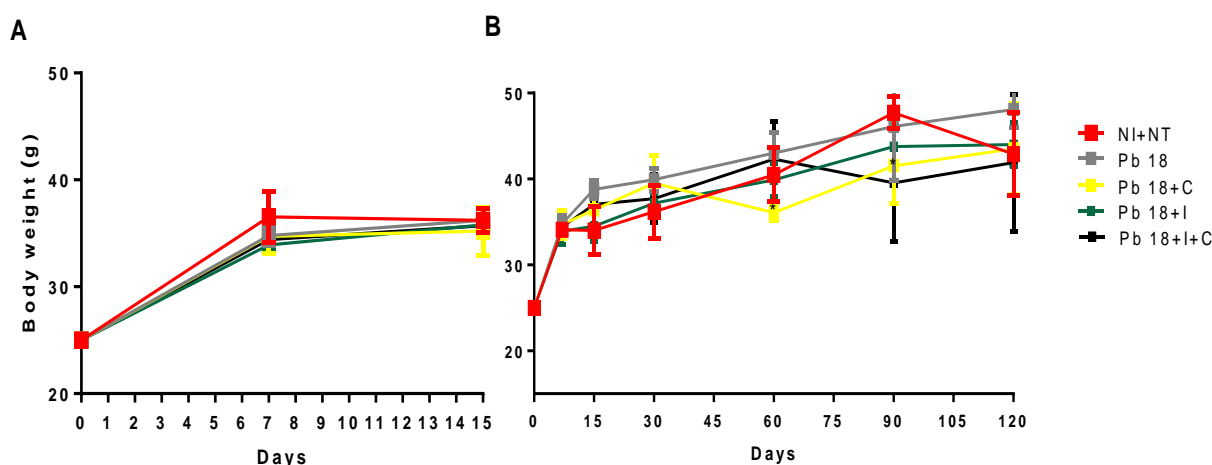 A
B
50
40
30
20
Body weight (g)
0 1 2 3 4 5 6 7 8 9 10 11 12 13 14 15
Days
50
40
30
20
*
*
0 15 30 45 60 75 90 105 120
Days
NI+NT
Pb 18
Pb 18+C
Pb 18+I
Pb 18+I+C